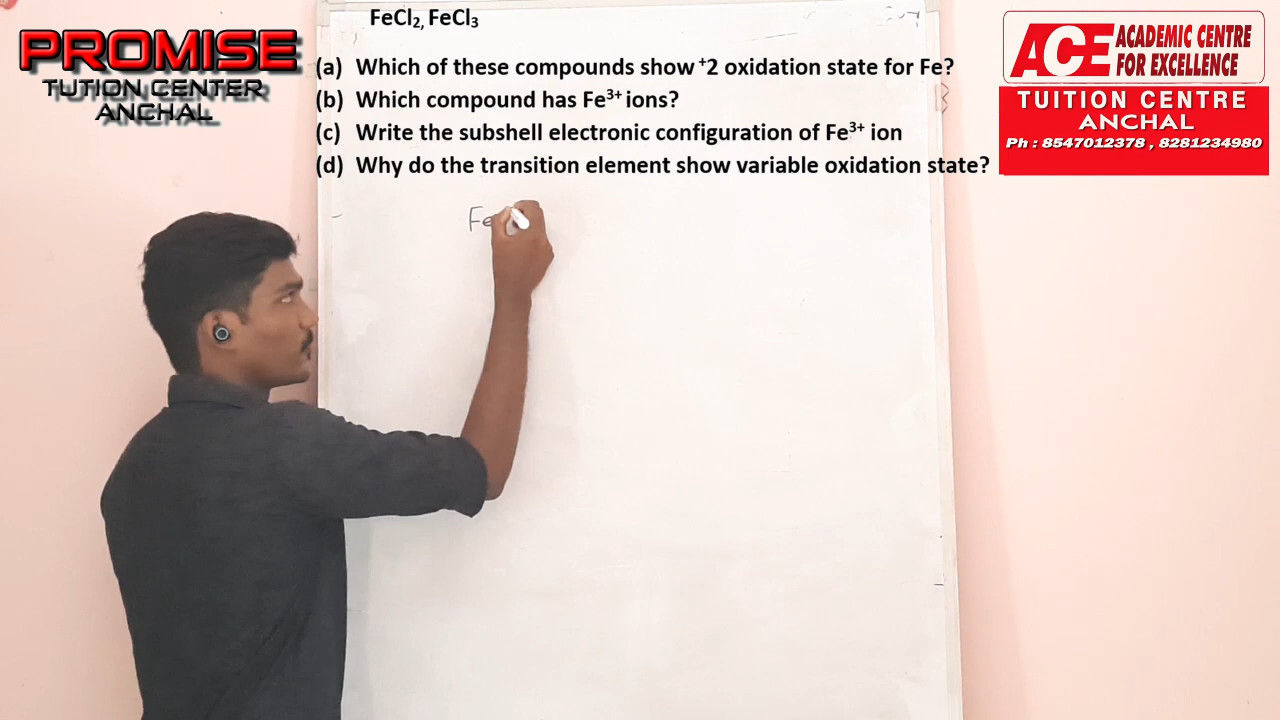 FeCl2, FeCl3
PROMISE
TUTION CENTER
ANCHAL
(a) Which of these compounds show +2 oxidation state for Fe?
(b) Which compound has Fe3+ ions?
(c) Write the subshell electronic configuration of Fe3+ ion
(d) Why do the transition element show variable oxidation state?
ACE ACADEMIC CENTRE
FOR EXCELLENCE
TUITION CENTRE
ANCHAL
Ph : 8547012378 , 8281234980
Fe